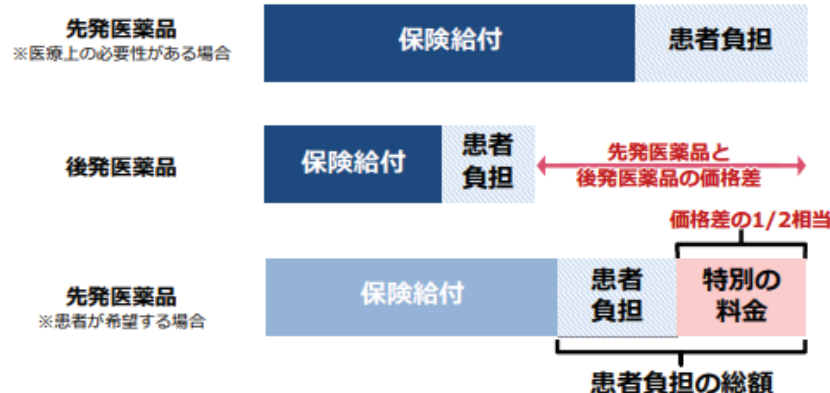 先発医薬品
※医療上の必要性がある場合
保険給付
患者負担
後発医薬品
保険給付
患者
負担
先発医薬品と
後発医薬品の価格差
価格差の1/2相当
先発医薬品
※患者が希望する場合
保険給付
患者
負担
特別の
料金
患者負担の総額